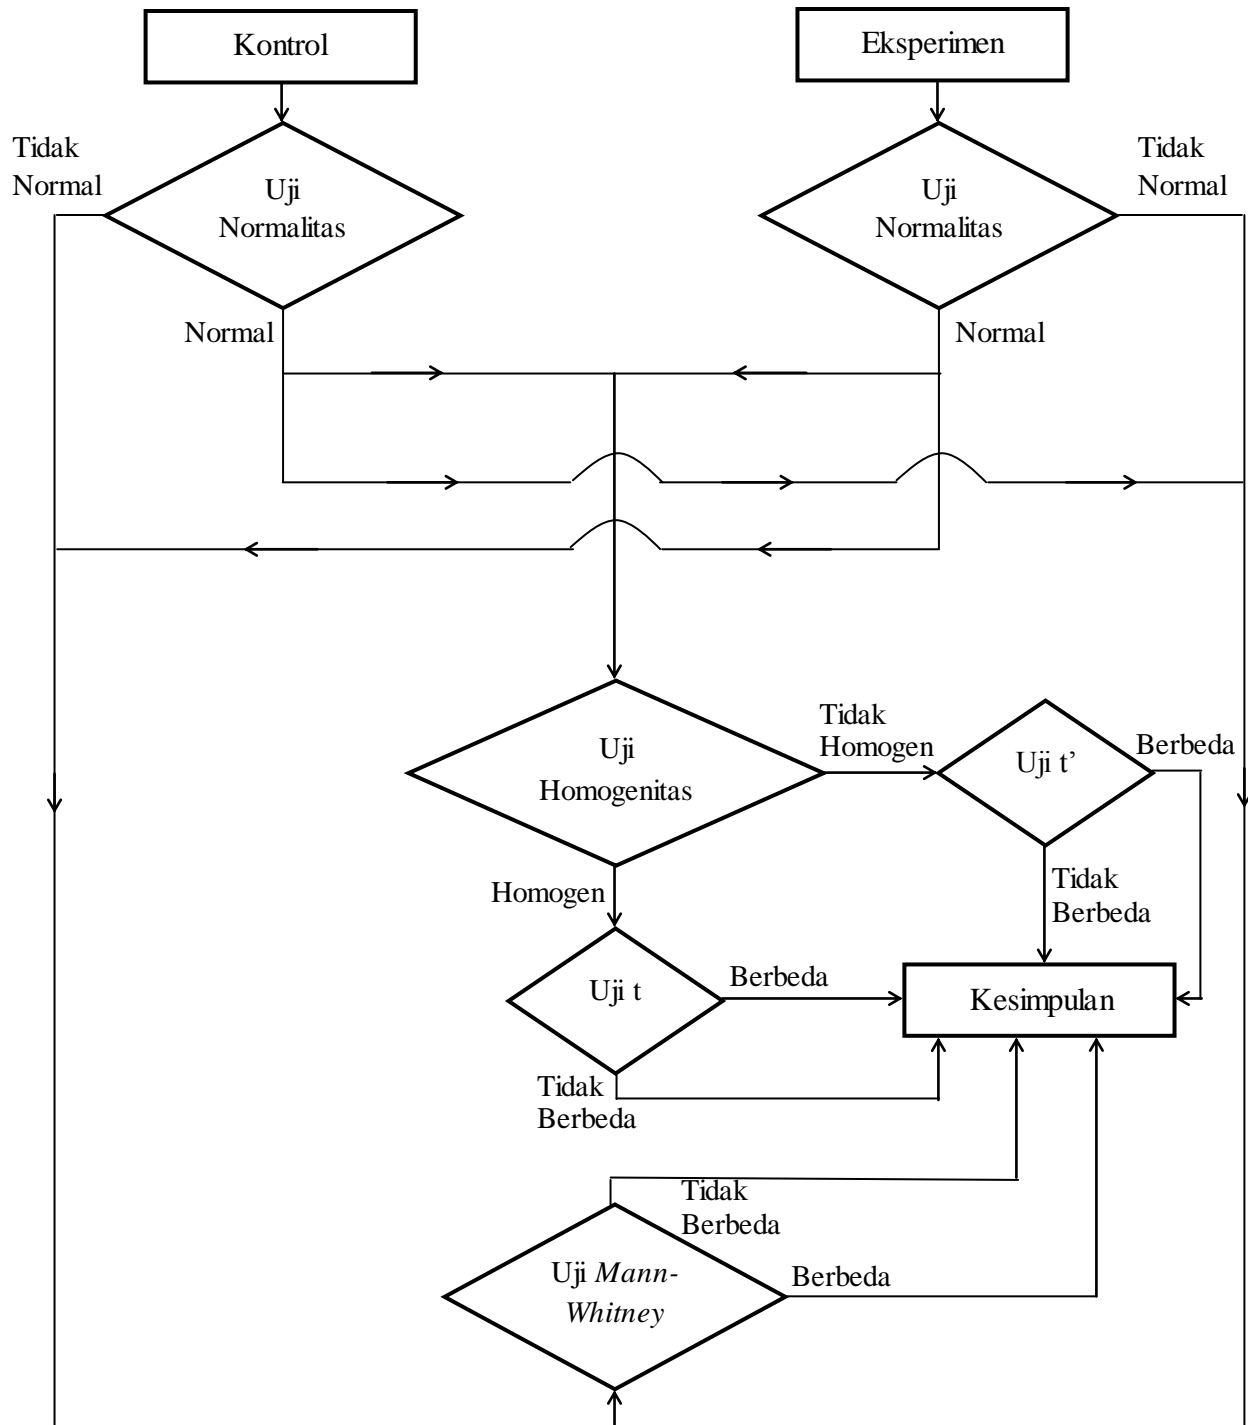 Kontrol
Eksperimen
Tidak
Normal
Uji
Normalitas
Uji
Normalitas
Tidak
Normal
Normal
Normal
Uji
Homogenitas
Tidak
Homogen
Uji t’
Berbeda
Homogen
Tidak
Berbeda
Uji t
Berbeda
Kesimpulan
Tidak
Berbeda
Tidak
Berbeda
Uji Mann-
Whitney
Berbeda